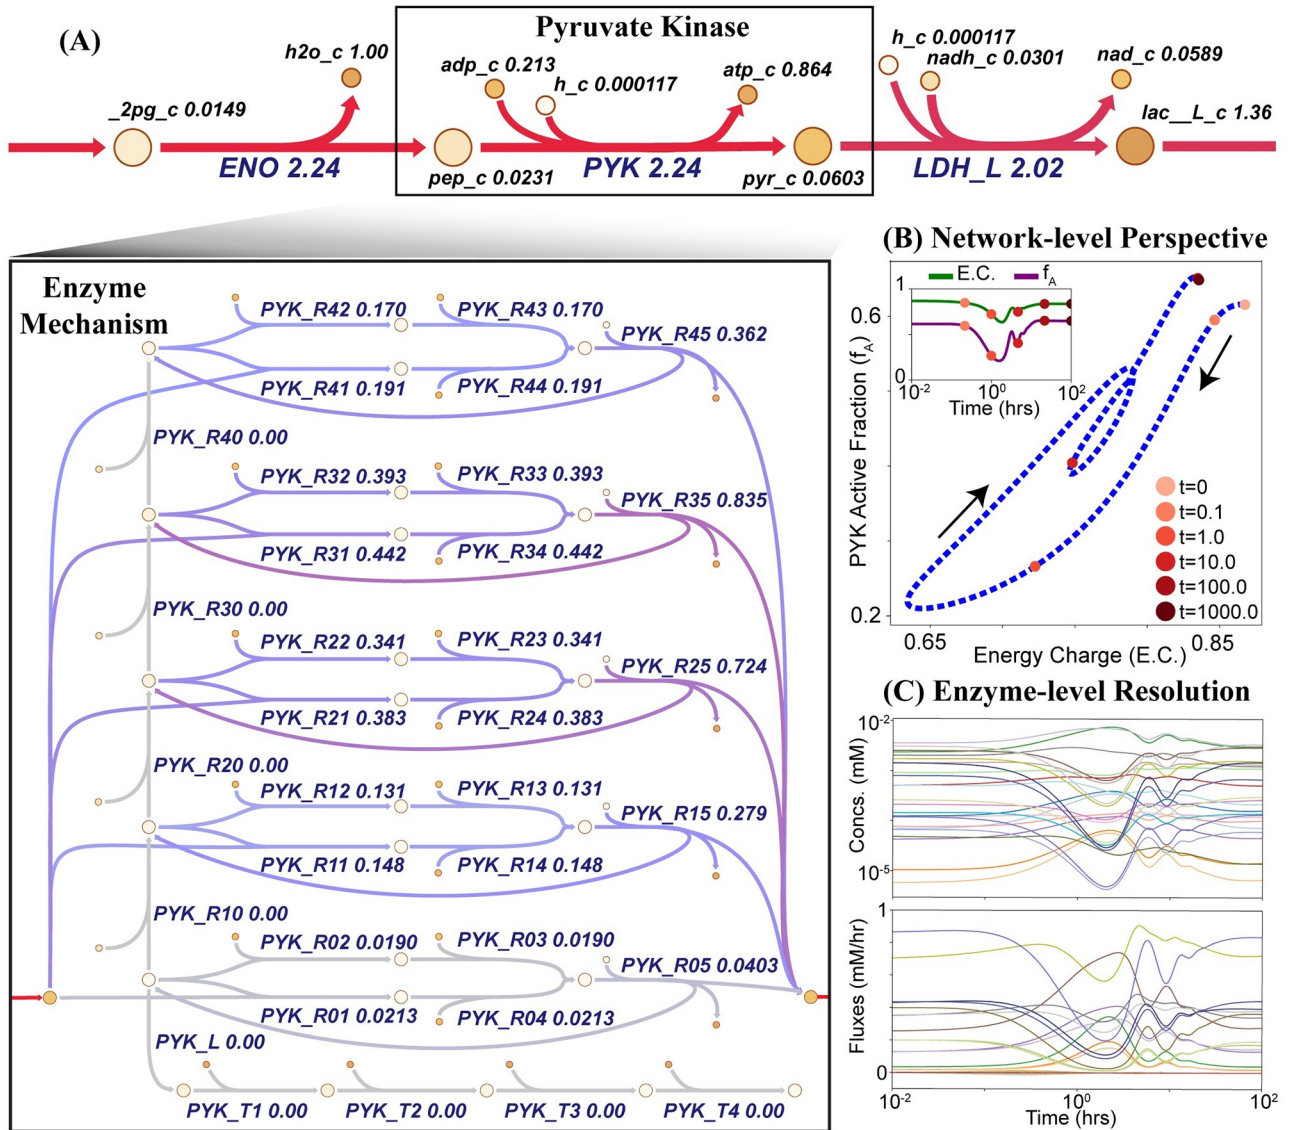 (A)
Pyruvate Kinase
h2o_c 1.00
_2pg_c 0.0149
adp_c 0.213
h_c 0.000117
atp_c 0.864
h_c 0.000117
nadh_c 0.0301
nad_c 0.0589
lac__L_c 1.36
ENO 2.24
pep_c 0.0231
PYK 2.24
pyr_c 0.0603
LDH_L 2.02
Enzyme
Mechanism
PYK_R42 0.170
PYK_R43 0.170
PYK_R45 0.362
PYK_R41 0.191
PYK_R44 0.191
PYK_R40 0.00
PYK_R32 0.393
PYK_R33 0.393
PYK_R35 0.835
PYK_R31 0.442
PYK_R34 0.442
PYK_R30 0.00
PYK_R22 0.341
PYK_R23 0.341
PYK_R25 0.724
PYK_R21 0.383
PYK_R24 0.383
PYK_R20 0.00
PYK_R12 0.131
PYK_R13 0.131
PYK_R15 0.279
PYK_R11 0.148
PYK_R14 0.148
PYK_R10 0.00
PYK_R02 0.0190
PYK_R03 0.0190
PYK_R05 0.0403
PYK_R01 0.0213
PYK_R04 0.0213
PYK_L 0.00
PYK_T1 0.00
PYK_T2 0.00
PYK_T3 0.00
PYK_T4 0.00
(B) Network-level Perspective
E.C.
fA
1
0
10-2
100
102
Time (hrs)
PYK Active Fraction (fA)
0.6
0.2
t=0
t=0.1
t=1.0
t=10.0
t=100.0
t=1000.0
0.65
0.85
Energy Charge (E.C.)
(C) Enzyme-level Resolution
10-2
Concs. (mM)
10-5
1
Fluxes (mM/hr)
0
10-2
100
102
Time (hrs)